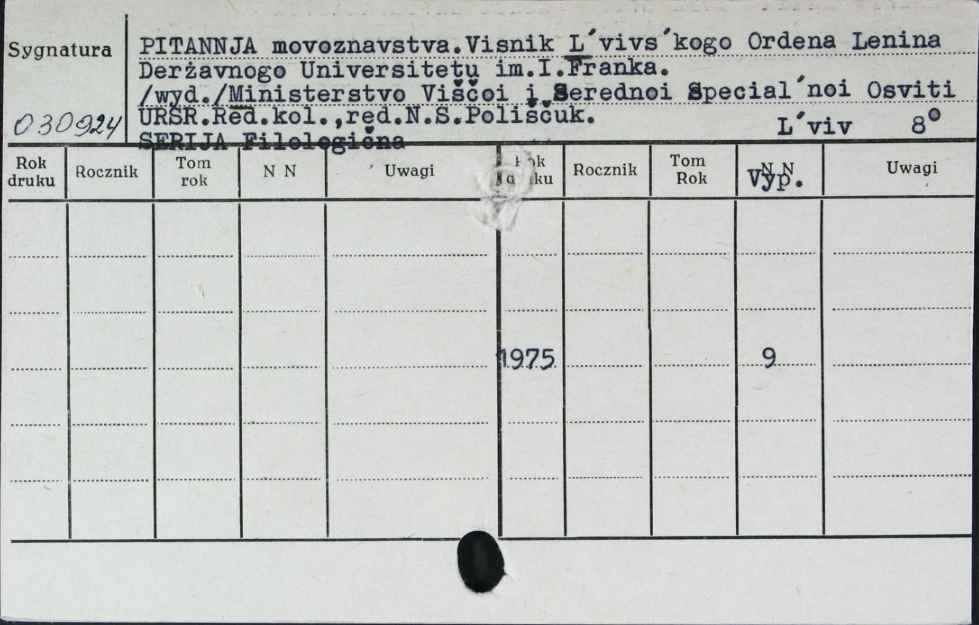 Sygnatura
030924
PITANNJA movoznavstva.Visnik L´vivs´kogo Ordena Lenina
Derżavnogo Universitetu im.I.Franka.
/wyd./Ministerstvo Viščoi i Serednoi Special´noi Osviti
URSR.Red.kol.,red.N.S.Poliščuk.
L´viv 8°
SERIJA Filologična
Rok druku Rocznik Tom rok N N Uwagi Rok druku Rocznik Tom Rok N N Vyp. Uwagi
1975 9